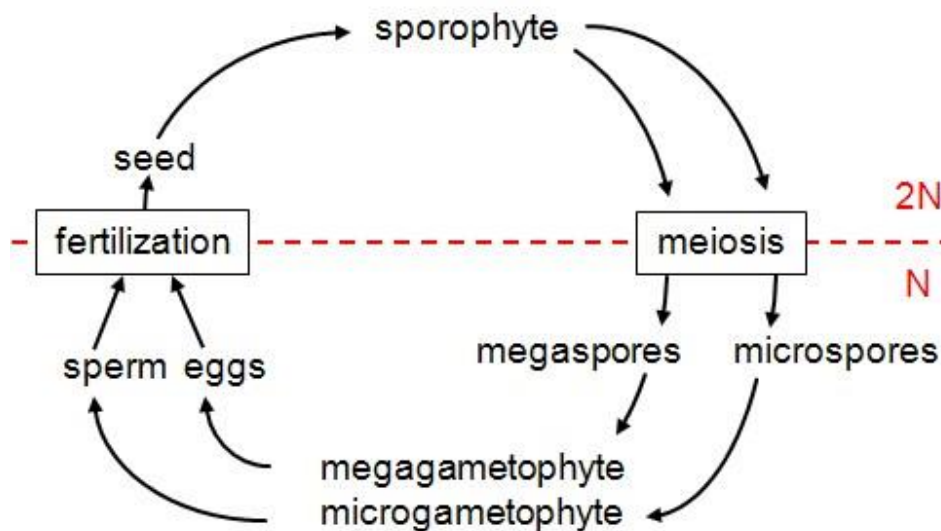 sporophyte
seed
2N
fertilization
meiosis
N
megaspores
microspores
sperm
eggs
megagametophyte
microgametophyte